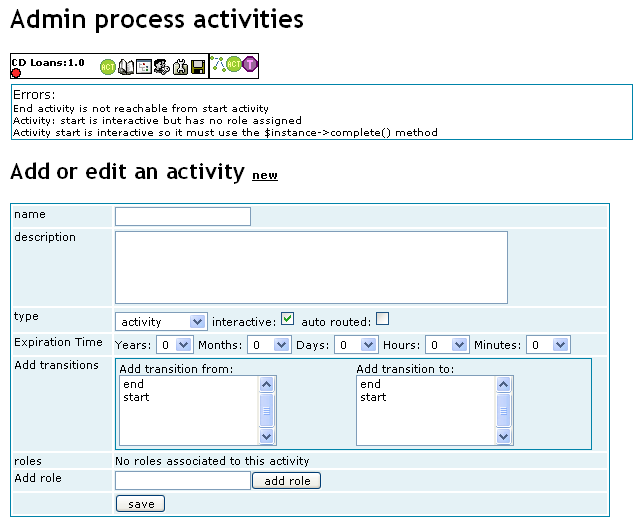 Admin process activities
CD Loans:1.0
ACT
ACT
T
Errors:
End activity is not reachable from start activity
Activity: start is interactive but has no role assigned
Activity start is interactive so it must use the $instance->complete() method
Add or edit an activity new
name
description
type activity interactive: auto routed:
Expiration Time Years: 0 Months: 0 Days: 0 Hours: 0 Minutes: 0
Add transitions Add transition from: Add transition to:
end end
start start
roles No roles associated to this activity
Add role add role
save